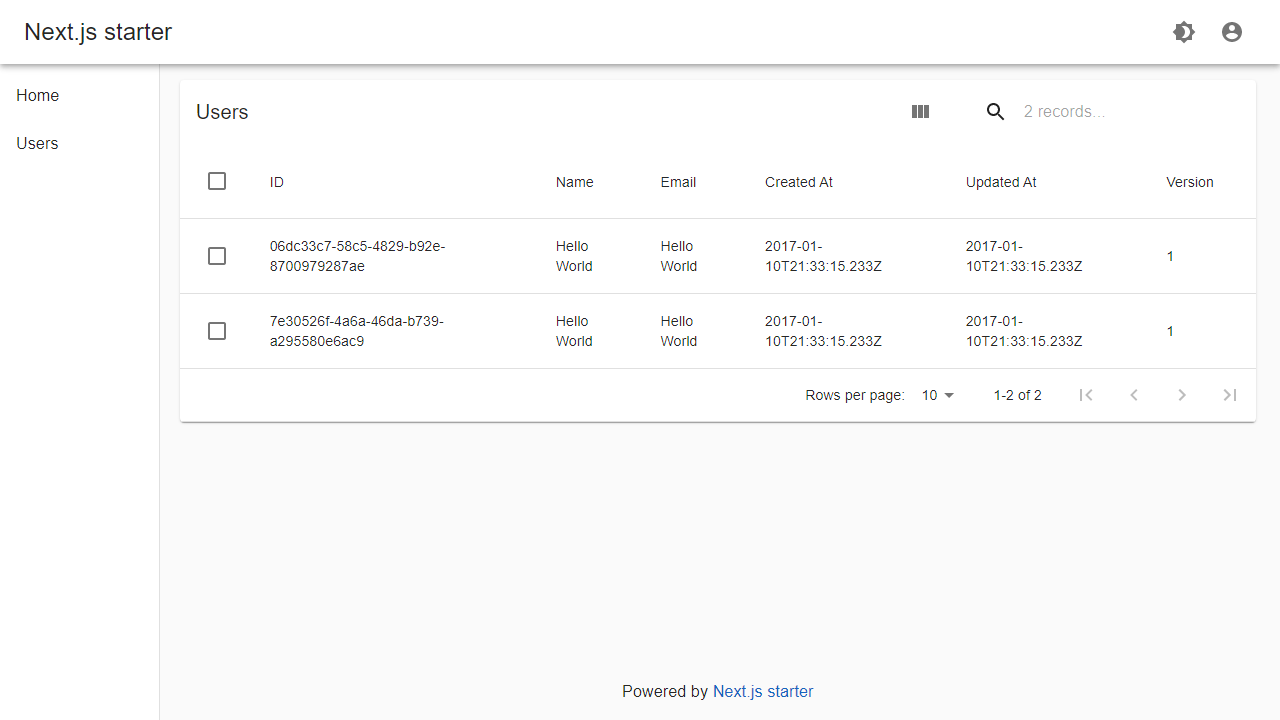 Next.js starter
Home
Users
Users
2 records...
ID Name Email Created At Updated At Version
06dc33c7-58c5-4829-b92e- Hello Hello 2017-01- 2017-01- 1
8700979287ae World World 10T21:33:15.233Z 10T21:33:15.233Z
7e30526f-4a6a-46da-b739- Hello Hello 2017-01- 2017-01- 1
a295580e6ac9 World World 10T21:33:15.233Z 10T21:33:15.233Z
Rows per page: 10 1-2 of 2
Powered by Next.js starter